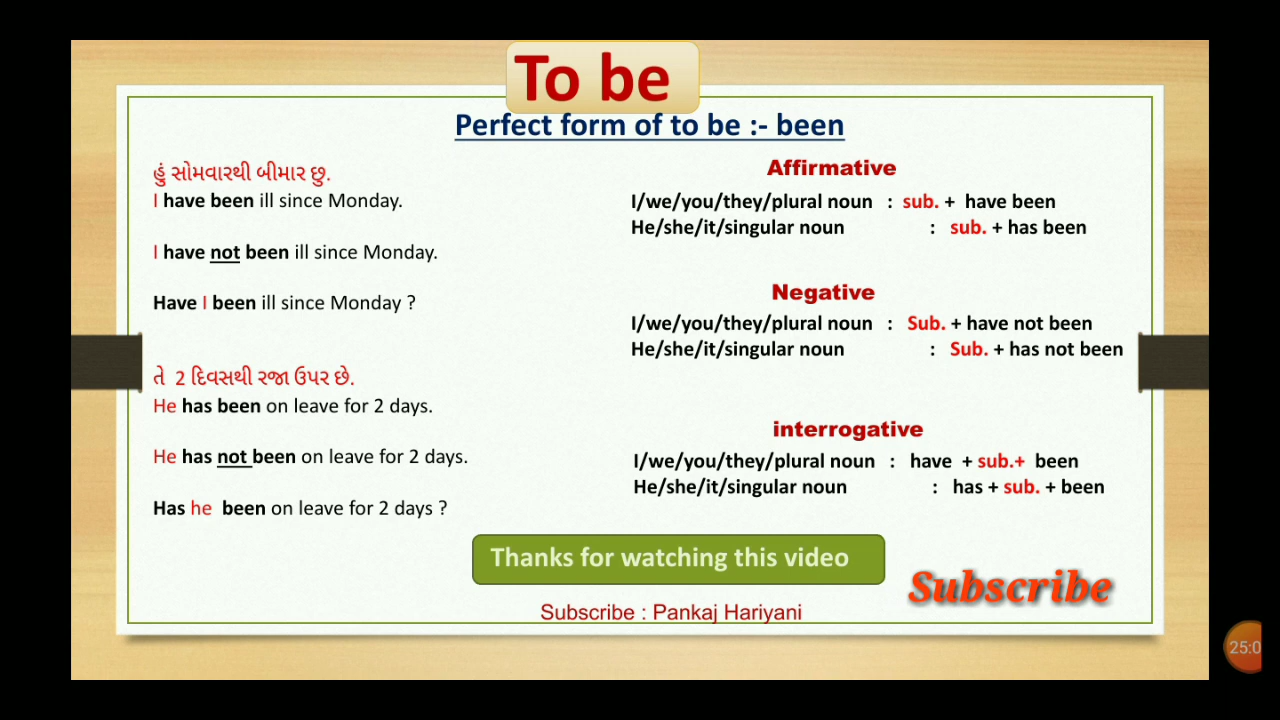 To be
Perfect form of to be :- been
હું સોમવારથી બીમાર છુ.
I have been ill since Monday.
I have not been ill since Monday.
Have I been ill since Monday ?
તે 2 દિવસથી રજા ઉપર છે.
He has been on leave for 2 days.
He has not been on leave for 2 days.
Has he been on leave for 2 days ?
Affirmative
I/we/you/they/plural noun : sub. + have been
He/she/it/singular noun : sub. + has been
Negative
I/we/you/they/plural noun : Sub. + have not been
He/she/it/singular noun : Sub. + has not been
interrogative
I/we/you/they/plural noun : have + sub.+ been
He/she/it/singular noun : has + sub. + been
Thanks for watching this video
Subscribe
Subscribe : Pankaj Hariyani